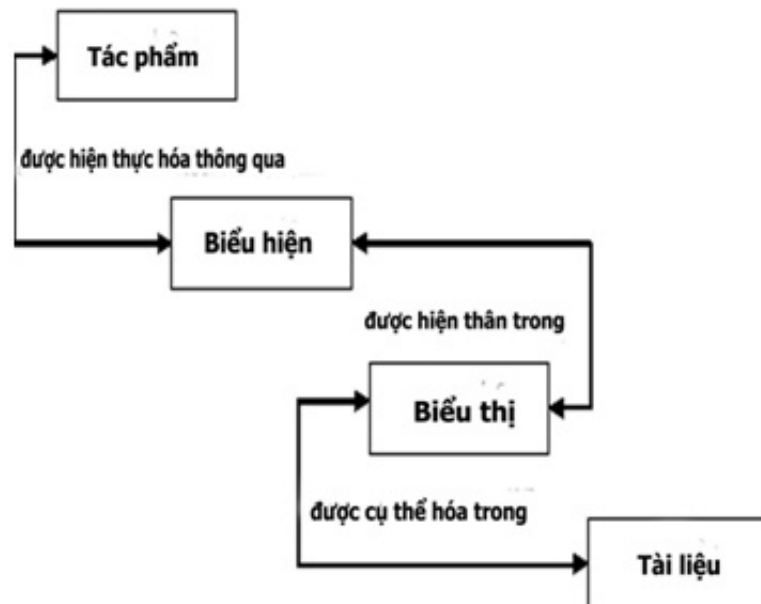 Tác phẩm
được hiện thực hóa thông qua
Biểu hiện
được hiện thân trong
Biểu thị
được cụ thể hóa trong
Tài liệu